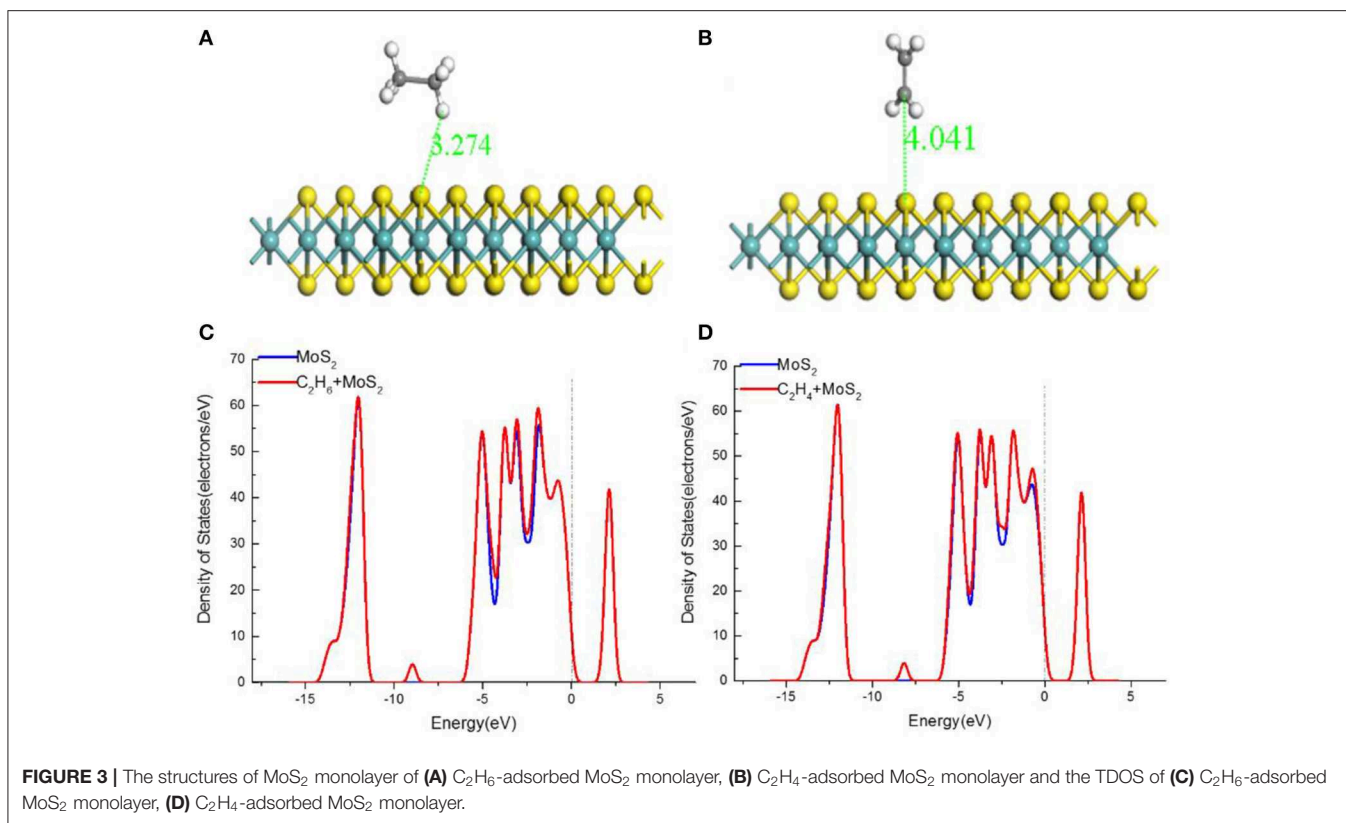 A
B
3.274
4.041
C
D
MoS₂
C₂H₆+MoS₂
Density of States(electrons/eV)
70
60
50
40
30
20
10
0
-15
-10
-5
0
5
Energy(eV)
MoS₂
C₂H₄+MoS₂
Density of States(electrons/eV)
70
60
50
40
30
20
10
0
-15
-10
-5
0
5
Energy(eV)
FIGURE 3 | The structures of MoS₂ monolayer of (A) C₂H₆-adsorbed MoS₂ monolayer, (B) C₂H₄-adsorbed MoS₂ monolayer and the TDOS of (C) C₂H₆-adsorbed
MoS₂ monolayer, (D) C₂H₄-adsorbed MoS₂ monolayer.